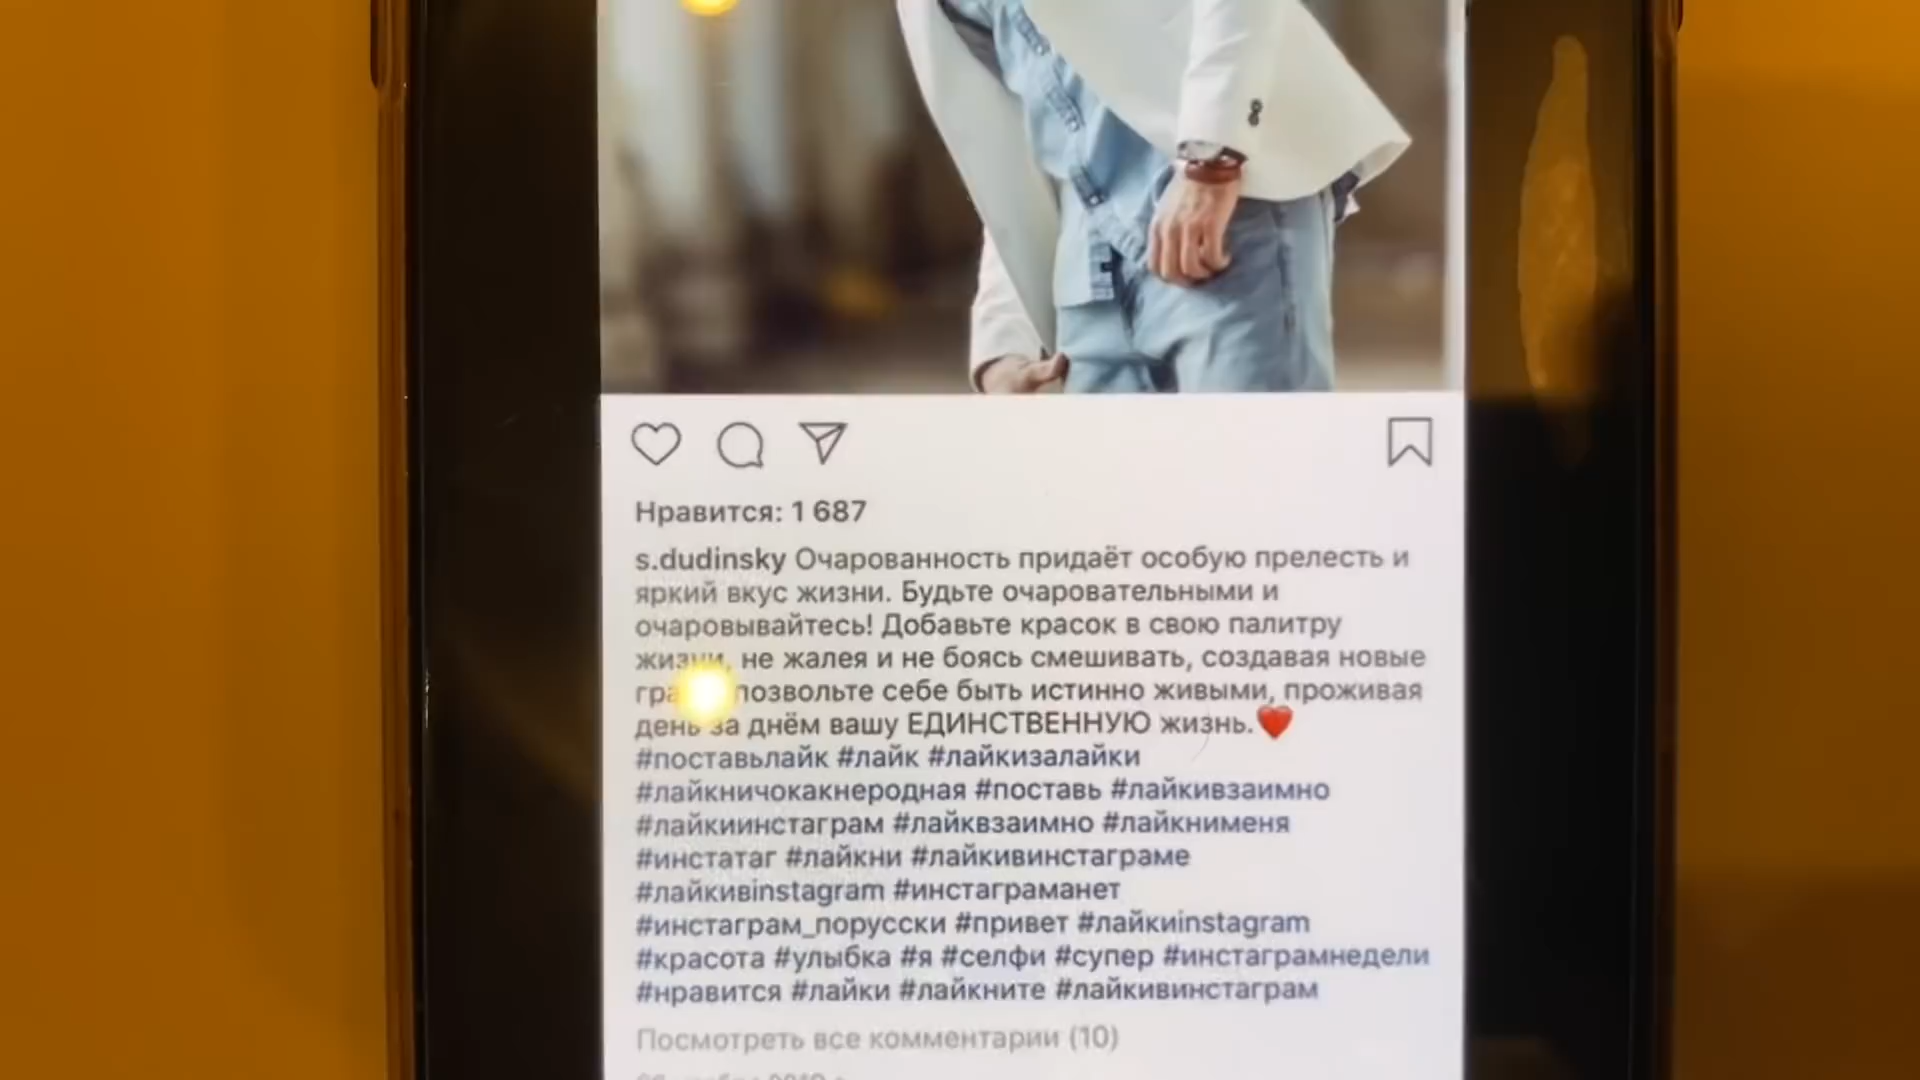 Нравится: 1 687
s.dudinsky Очарованность придаёт особую прелесть и
яркий вкус жизни. Будьте очаровательными и
очаровывайтесь! Добавьте красок в свою палитру
жизни, не жалея и не боясь смешивать, создавая новые
позвольте себе быть истинно живыми, проживая
день за днём вашу ЕДИНСТВЕННУЮ жизнь.❤️
#поставьлайк #лайк #лайкизалайки
#лайкничокакнеродная #поставь #лайкивзаимно
#лайкиинстаграм #лайквзаимно #лайкнименя
#инстатаг #лайкни #лайкивинстаграме
#лайкивinstagram #инстаграманет
#инстаграм_порусски #привет #лайкиinstagram
#красота #улыбка #я #селфи #супер #инстаграмнедели
#нравится #лайки #лайкните #лайкивинстаграм
Посмотреть все комментарии (10)